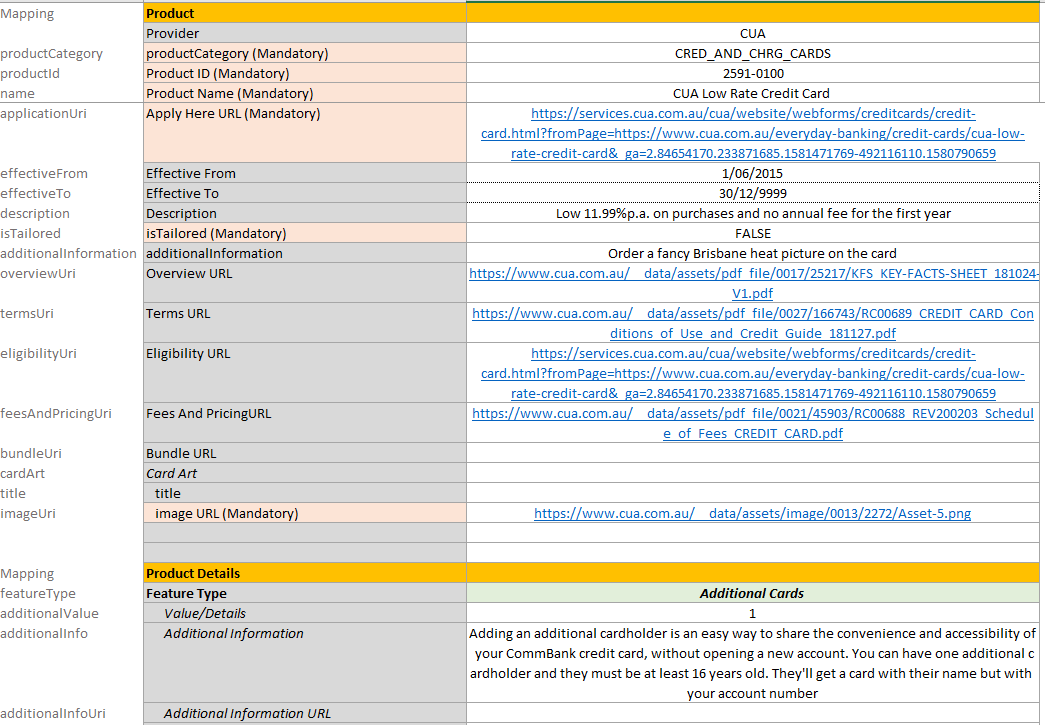 Mapping Product
Provider CUA
productCategory productCategory (Mandatory) CRED_AND_CHRG_CARDS
productId Product ID (Mandatory) 2591-0100
name Product Name (Mandatory) CUA Low Rate Credit Card
applicationUri Apply Here URL (Mandatory) https://services.cua.com.au/cua/website/webforms/creditcards/credit-
card.html?fromPage=https://www.cua.com.au/everyday-banking/credit-cards/cua-low-
rate-credit-card&_ga=2.84654170.233871685.1581471769-492116110.1580790659
effectiveFrom Effective From 1/06/2015
effectiveTo Effective To 30/12/9999
description Description Low 11.99%p.a. on purchases and no annual fee for the first year
isTailored isTailored (Mandatory) FALSE
additionalInformation additionalInformation Order a fancy Brisbane heat picture on the card
overviewUri Overview URL https://www.cua.com.au/__data/assets/pdf_file/0017/25217/KFS_KEY-FACTS-SHEET_181024-
V1.pdf
termsUri Terms URL https://www.cua.com.au/__data/assets/pdf_file/0027/166743/RC00689_CREDIT_CARD_Con
ditions_of_Use_and_Credit_Guide_181127.pdf
eligibilityUri Eligibility URL https://services.cua.com.au/cua/website/webforms/creditcards/credit-
card.html?fromPage=https://www.cua.com.au/everyday-banking/credit-cards/cua-low-
rate-credit-card&_ga=2.84654170.233871685.1581471769-492116110.1580790659
feesAndPricingUri Fees And PricingURL https://www.cua.com.au/__data/assets/pdf_file/0021/45903/RC00688_REV200203_Schedul
e_of_Fees_CREDIT_CARD.pdf
bundleUri Bundle URL
cardArt Card Art
title title
imageUri image URL (Mandatory) https://www.cua.com.au/__data/assets/image/0013/2272/Asset-5.png
Mapping Product Details
featureType Feature Type Additional Cards
additionalValue Value/Details 1
additionalInfo Additional Information Adding an additional cardholder is an easy way to share the convenience and accessibility of
your CommBank credit card, without opening a new account. You can have one additional c
ardholder and they must be at least 16 years old. They'll get a card with their name but with
your account number
additionalInfoUri Additional Information URL